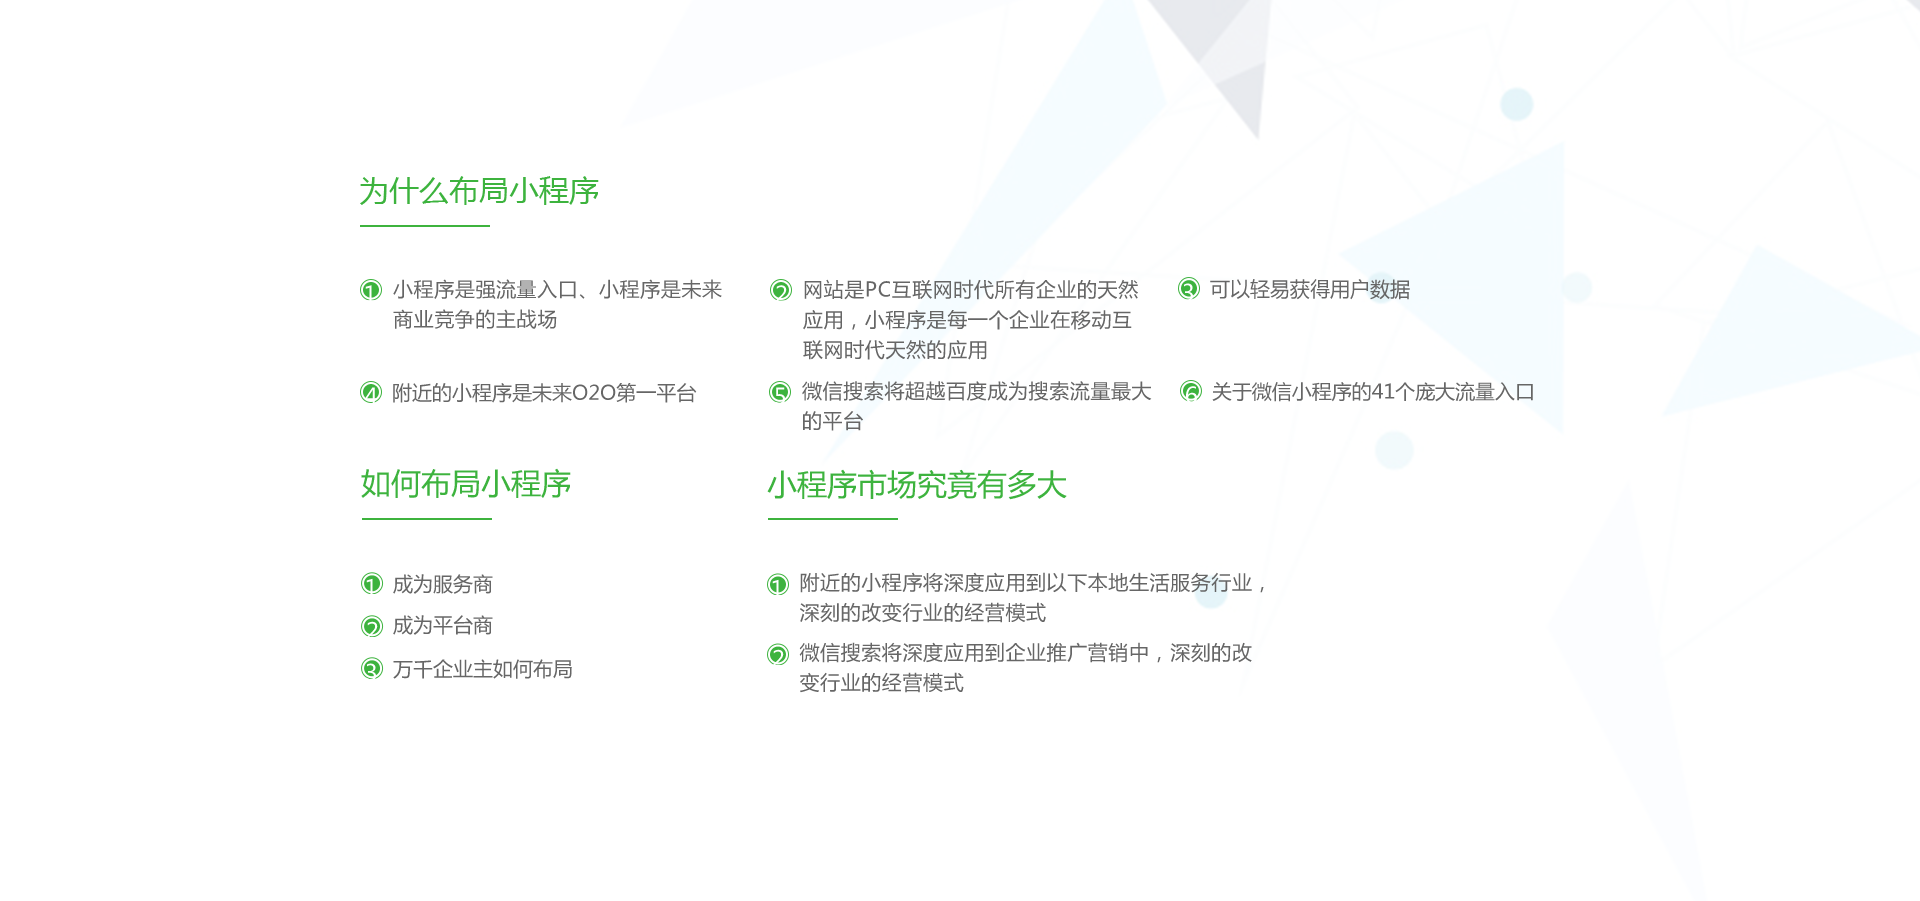 为什么布局小程序
1 小程序是强流量入口、小程序是未来
商业竞争的主战场
2 网站是PC互联网时代所有企业的天然
应用，小程序是每一个企业在移动互
联网时代天然的应用
3 可以轻易获得用户数据
4 附近的小程序是未来O2O第一平台
5 微信搜索将超越百度成为搜索流量最大
的平台
6 关于微信小程序的41个庞大流量入口
如何布局小程序
1 成为服务商
2 成为平台商
3 万千企业主如何布局
小程序市场究竟有多大
1 附近的小程序将深度应用到以下本地生活服务行业，
深刻的改变行业的经营模式
2 微信搜索将深度应用到企业推广营销中，深刻的改
变行业的经营模式